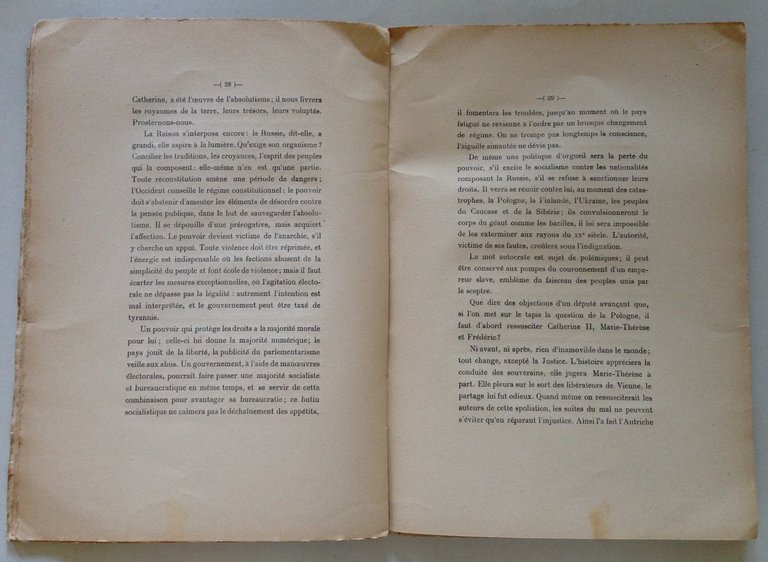 —( 28 )—
Catherine, a été l'œuvre de l'absolutisme ; il nous livrera
les royaumes de la terre, leurs trésors, leurs voluptés.
Prosternons-nous.
La Raison s'interposa encore : la Russie, dit-elle, a
grandi, elle aspire à la lumière. Qu'exige son organisme ?
Concilier les traditions, les croyances, l'esprit des peuples
qui la composent : elle-même n'en est qu'une partie.
Toute reconstitution amène une période de dangers ;
l'Occident conseille le régime constitutionnel ; le pouvoir
doit s'abstenir d'ameuter les éléments de désordre contre
la pensée publique, dans le but de sauvegarder l'absolu-
tisme. Il se dépouille d'une prérogative, mais acquiert
l'affection. Le pouvoir devient victime de l'anarchie, s'il
y cherche un appui. Toute violence doit être réprimée, et
l'énergie est indispensable où les factions abusent de la
simplicité du peuple et font école de violence ; mais il faut
écarter les mesures exceptionnelles, où l'agitation électo-
rale ne dépasse pas la légalité : autrement l'intention est
mal interprétée, et le gouvernement peut être taxé de
tyrannie.
Un pouvoir qui protège les droits a la majorité morale
pour lui ; celle-ci lui donne la majorité numérique ; le
pays jouit de la liberté, la publicité du parlementarisme
veille aux abus. Un gouvernement, à l'aide de manœuvres
électorales, pourrait faire passer une majorité socialiste
et bureaucratique en même temps, et se servir de cette
combinaison pour avantager sa bureaucratie ; ce butin
socialistique ne calmera pas le déchaînement des appétits,
—( 29 )—
il fomentera les troubles, jusqu'au moment où le pays
fatigué ne revienne à l'ordre par un brusque changement
de régime. On ne trompe pas longtemps la conscience,
l'aiguille aimantée ne dévie pas.
De même une politique d'orgueil sera la perte du
pouvoir, s'il excite le socialisme contre les nationalités
composant la Russie, s'il se refuse à sanctionner leurs
droits. Il verra se réunir contre lui, au moment des catas-
trophes, la Pologne, la Finlande, l'Ukraine, les peuples
du Caucase et de la Sibérie ; ils convulsionneront le
corps du géant comme les bacilles, il lui sera impossible
de les exterminer aux rayons du XXe siècle. L'autorité,
victime de ses fautes, croûlera sous l'indignation.
Le mot autocrate est sujet de polémiques ; il peut
être conservé aux pompes du couronnement d'un empe-
reur slave, emblème du faisceau des peuples unis par
le sceptre.
Que dire des objections d'un député avançant que,
si l'on met sur le tapis la question de la Pologne, il
faut d'abord ressusciter Catherine II, Marie-Thérèse
et Frédéric ?
Ni avant, ni après, rien d'inamovible dans le monde ;
tout change, excepté la Justice. L'histoire appréciera la
conduite des souverains, elle jugera Marie-Thérèse à
part. Elle pleura sur le sort des libérateurs de Vienne, le
partage lui fut odieux. Quand même on ressusciterait les
auteurs de cette spoliation, les suites du mal ne peuvent
s'éviter qu'en réparant l'injustice. Ainsi l'a fait l'Autriche